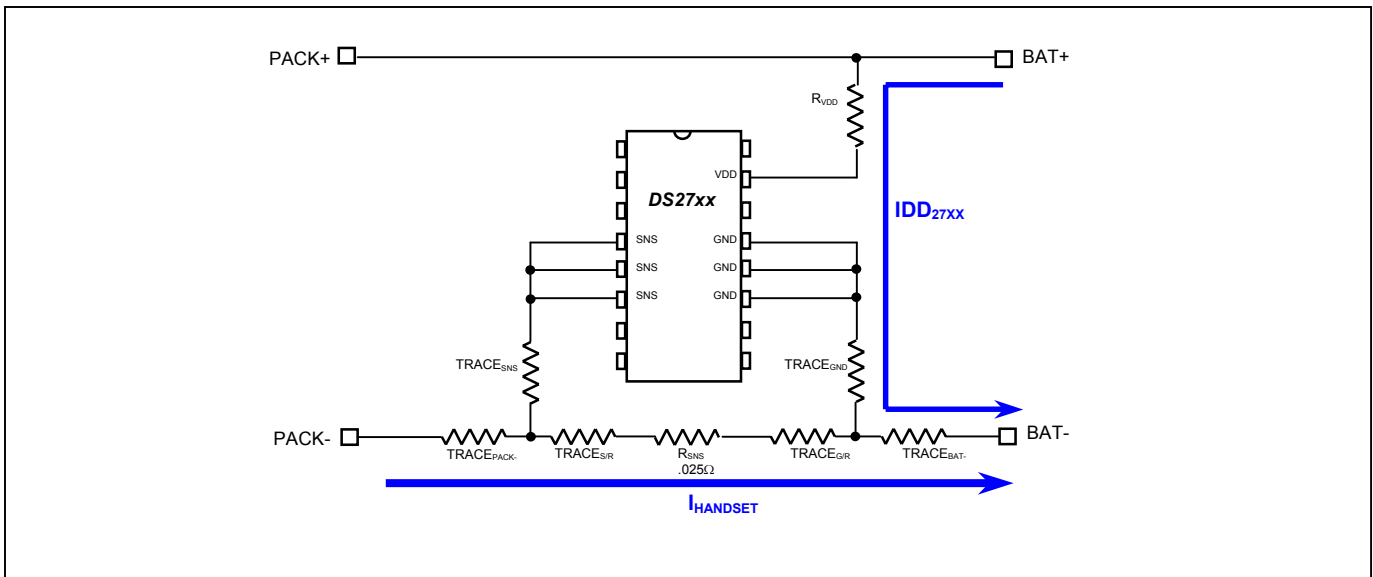 PACK+
BAT+
RVDD
VDD
DS27xx
IDD27XX
SNS GND
SNS GND
SNS GND
TRACESNS
TRACEGND
PACK-
BAT-
TRACEPACK- TRACES/R RSNS TRACEG/R TRACEBAT-
.025Ω
IHANDSET